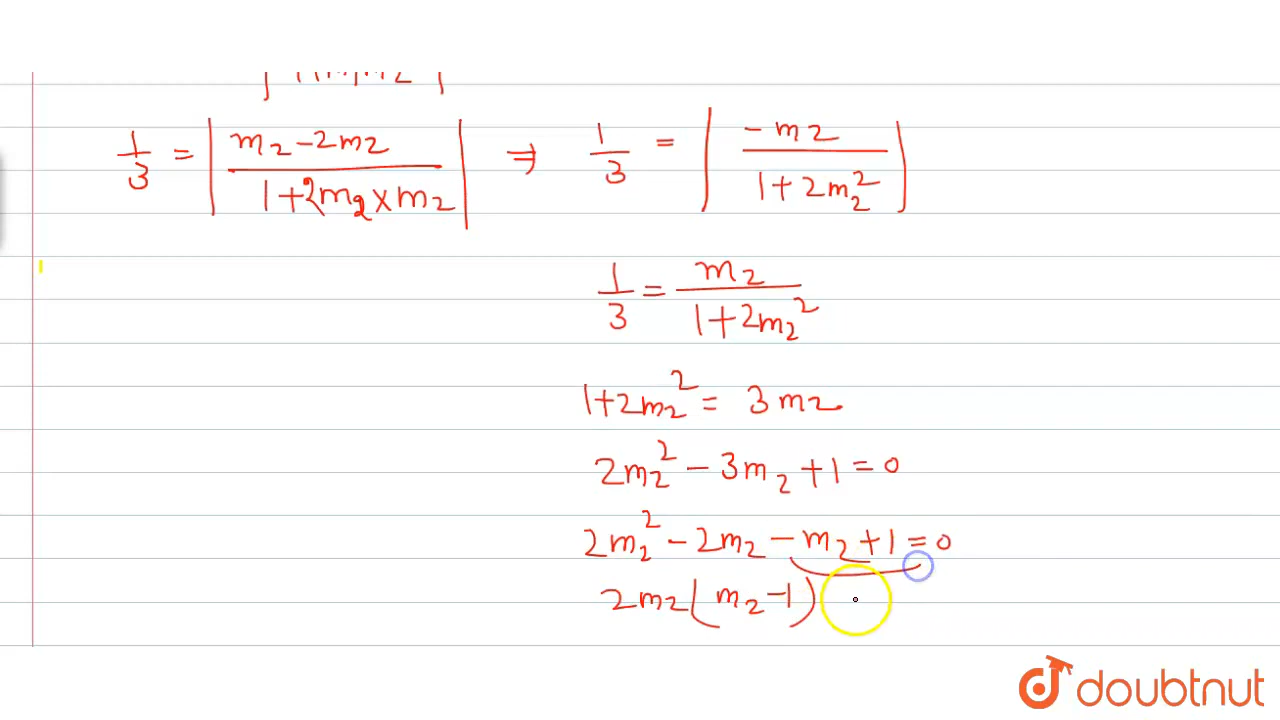 1/3 = | (m2 - 2m2) / (1 + 2m2 × m2) | ⇒ 1/3 = | -m2 / (1 + 2m2²) |
1/3 = m2 / (1 + 2m2²)
1 + 2m2² = 3m2
2m2² - 3m2 + 1 = 0
2m2² - 2m2 - m2 + 1 = 0
2m2(m2 - 1)
doubtnut